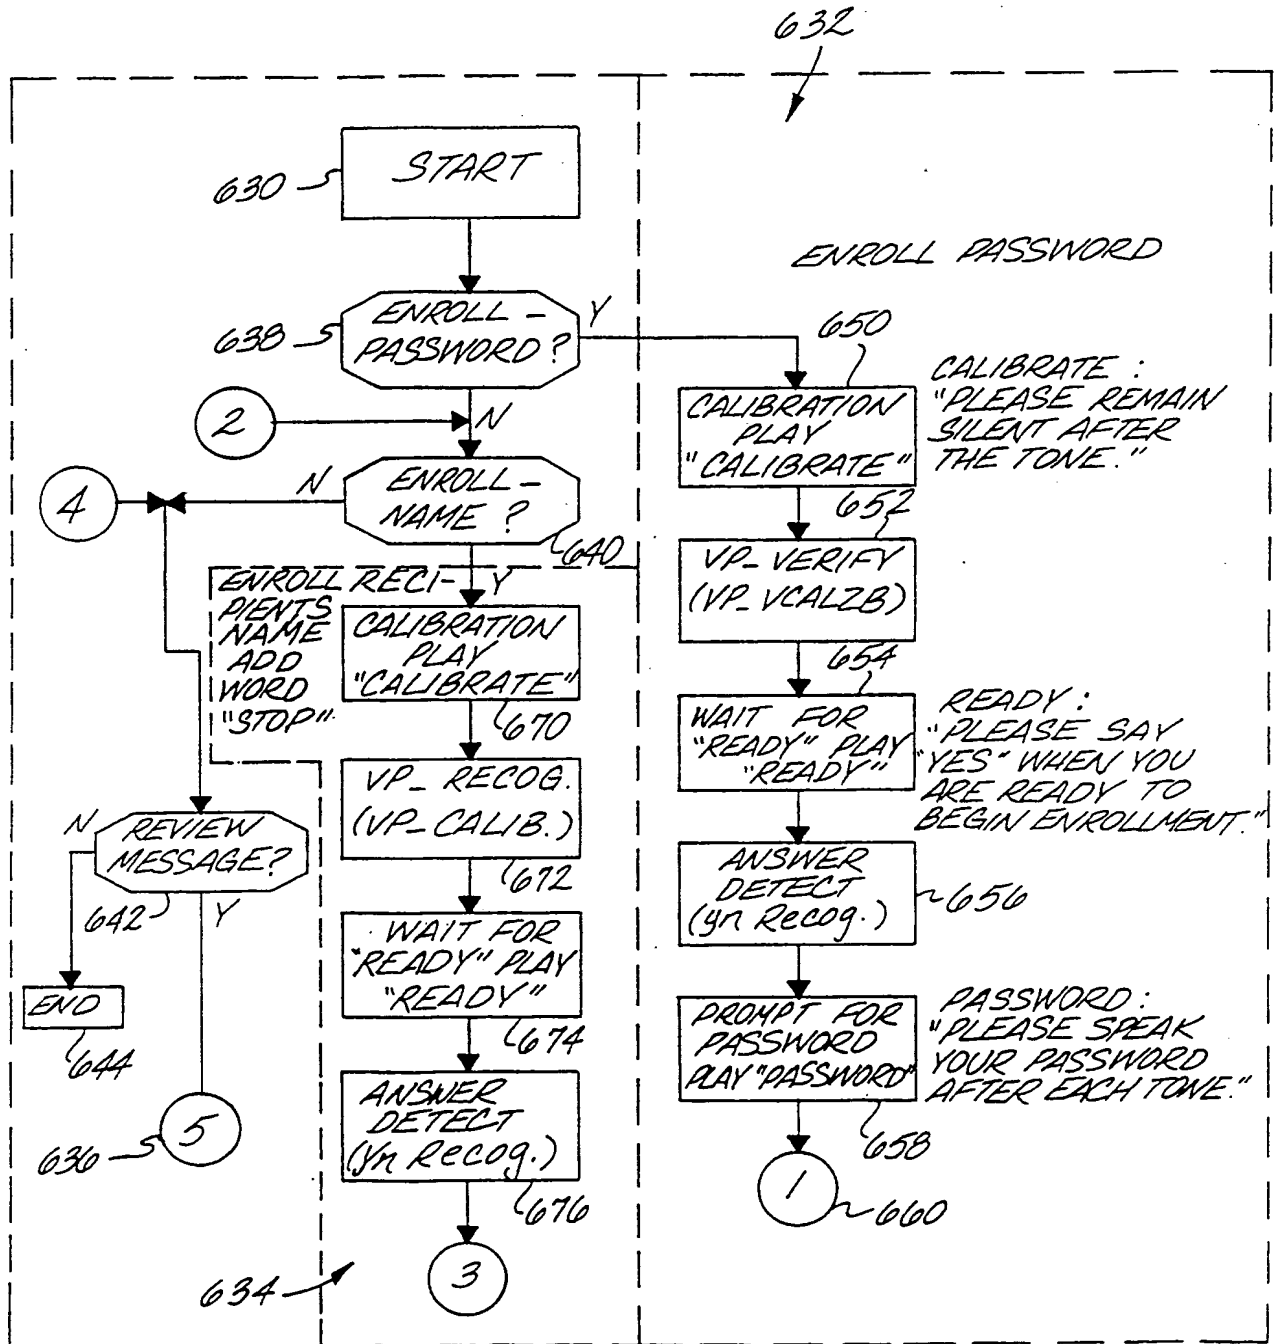 632
START
630
ENROLL PASSWORD
ENROLL -
PASSWORD?
638
Y
N
2
650
CALIBRATION
PLAY
"CALIBRATE"
CALIBRATE :
"PLEASE REMAIN
SILENT AFTER
THE TONE."
4
N
ENROLL -
NAME ?
640
652
VP_ VERIFY
(VP_VCALZB)
ENROLL RECI-
PIENTS
NAME
ADD
WORD
"STOP"
Y
CALIBRATION
PLAY
"CALIBRATE"
670
654
WAIT FOR
"READY" PLAY
"READY"
READY :
"PLEASE SAY
"YES" WHEN YOU
ARE READY TO
BEGIN ENROLLMENT."
VP_ RECOG.
(VP_CALIB.)
672
N
REVIEW
MESSAGE?
642
Y
ANSWER
DETECT
(yn Recog.)
656
WAIT FOR
"READY" PLAY
"READY"
674
END
644
PROMPT FOR
PASSWORD
PLAY "PASSWORD"
658
PASSWORD :
"PLEASE SPEAK
YOUR PASSWORD
AFTER EACH TONE."
ANSWER
DETECT
(yn Recog.)
676
5
636
1
660
3
634